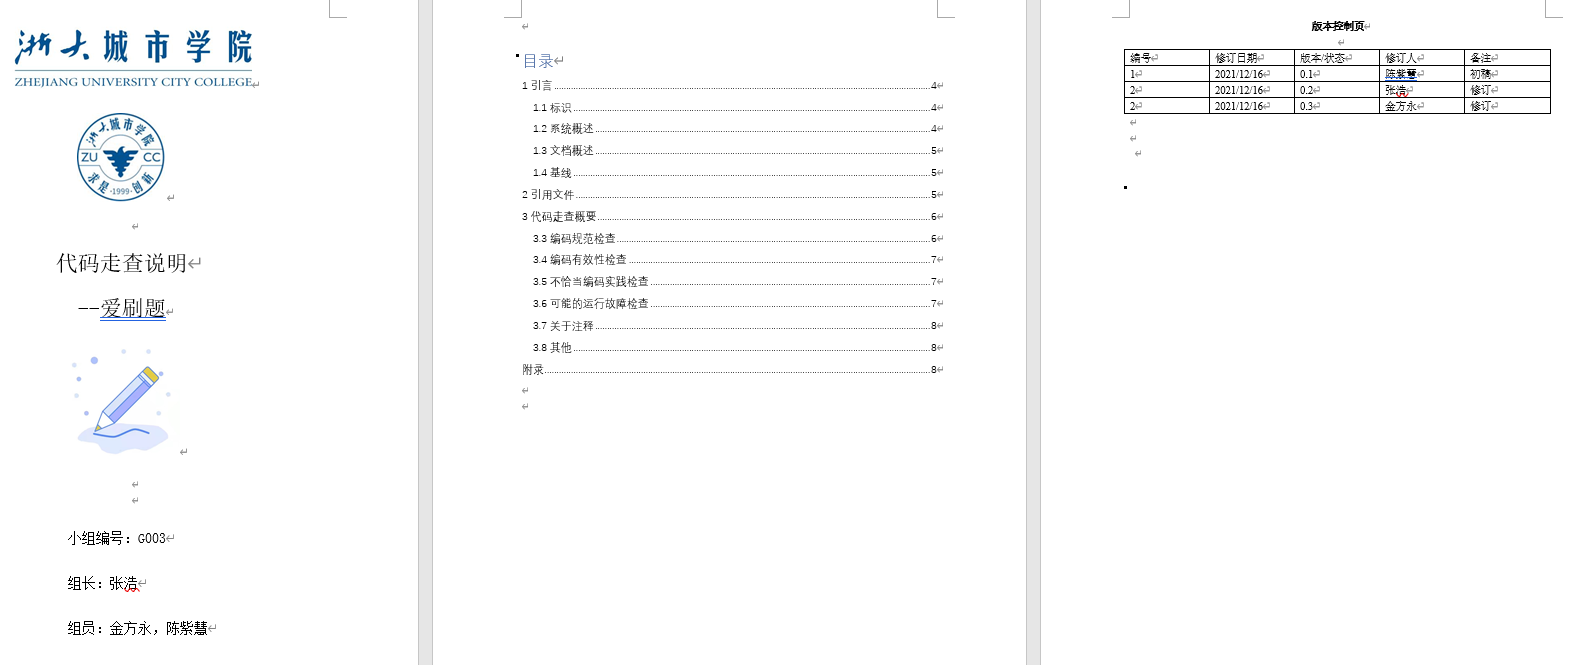 浙大城市学院
ZHEJIANG UNIVERSITY CITY COLLEGE
浙大城市学院
ZU CC
·1999·
求是 创新
代码走查说明
--爱刷题
小组编号：G003
组长：张浩
组员：金方永，陈紫慧
目录
1 引言 4
1.1 标识 4
1.2 系统概述 4
1.3 文档概述 5
1.4 基线 5
2 引用文件 5
3 代码走查概要 6
3.3 编码规范检查 6
3.4 编码有效性检查 7
3.5 不恰当编码实践检查 7
3.6 可能的运行故障检查 7
3.7 关于注释 8
3.8 其他 8
附录 8
版本控制页
编号 修订日期 版本/状态 修订人 备注
1 2021/12/16 0.1 陈紫慧 初稿
2 2021/12/16 0.2 张浩 修订
2 2021/12/16 0.3 金方永 修订